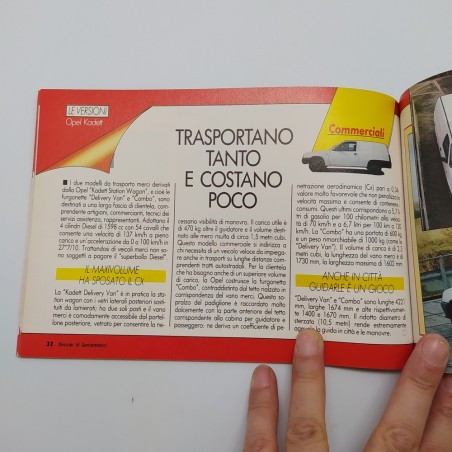 LE VERSIONI
Opel Kadett
Commerciali
TRASPORTANO
TANTO
E COSTANO
POCO
I due modelli da trasporto merci derivati
dalla Opel "Kadett Station Wagon", e cioè le
furgonette "Delivery Van" e "Combo", sono
destinati a una larga fascia di clientela, com-
prendente artigiani, commercianti, tecnici del
servizio assistenza, rappresentanti. Adottano il
4 cilindri Diesel di 1598 cc con 54 cavalli che
consente una velocità di 137 km/h a pieno
carico e un'accelerazione da 0 a 100 km/h in
27"7/10. Trattandosi di veicoli merci non so-
no soggetti a pagare il "superbollo Diesel".
IL MAXIVOLUME
HA SPOSATO IL CX
La "Kadett Delivery Van" è in pratica la sta-
tion wagon con i vetri laterali posteriori sosti-
tuiti da lamierati; ha due soli posti e il vano
merci è comodamente accessibile dal portel-
lone posteriore, vetrato per consentire la ne-
cessaria visibilità di manovra. Il carico utile è
di 470 kg oltre il guidatore e il volume desti-
nato alle merci molto di circa 1,5 metri cubi.
Questo modello commerciale si indirizza a
chi necessita di un veicolo veloce da impega-
re anche in trasporti su lunghe distanze com-
prendenti tratti autostradali. Per la clientela
che ha bisogno anche di un superiore volume
di carico, la Opel costruisce la furgonetta
"Combo", contraddistinta dal tetto rialzato in
corrispondenza del vano merci. Questo so-
praalzo del padiglione è raccordato molto
dolcemente con la parte anteriore del tetto
corrispondente alla cabina per guidatore e
passeggero: ne deriva un coefficiente di pe-
netrazione aerodinamica (Cx) pari a 0,34
valore molto favorevole che non penalizza
velocità massima e consente di contenere
consumi. Questi ultimi corrispondono a 5,7 l
di gasolio per 100 chilometri alla veloc
di 90 km/h e a 6,7 litri per 100 km a 120
km/h. La "Combo" ha una portata di 600 kg
e un peso rimorchiabile di 1000 kg (come la
"Delivery Van"). Il volume di carico è di 2,3
metri cubi, la lunghezza del vano merci è di
1730 mm, la larghezza massima di 1602 mm
ANCHE IN CITTÀ
GUIDARLE È UN GIOCO
"Delivery Van" e "Combo" sono lunghe 4221
mm, larghe 1674 mm e alte rispettivamen-
te 1400 e 1670 mm. Il ridotto diametro di
sterzata (10,5 metri) rende estremamente
la guida in città e le manovre.
32